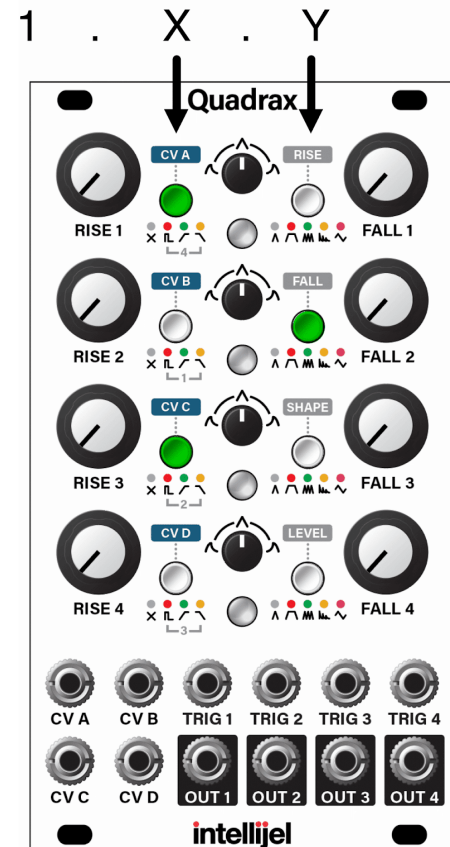 1 . X . Y
Quadrax
CV A RISE
RISE 1 FALL 1
4
CV B FALL
RISE 2 FALL 2
1
CV C SHAPE
RISE 3 FALL 3
2
CV D LEVEL
RISE 4 FALL 4
3
CV A CV B TRIG 1 TRIG 2 TRIG 3 TRIG 4
CV C CV D OUT 1 OUT 2 OUT 3 OUT 4
intellijel